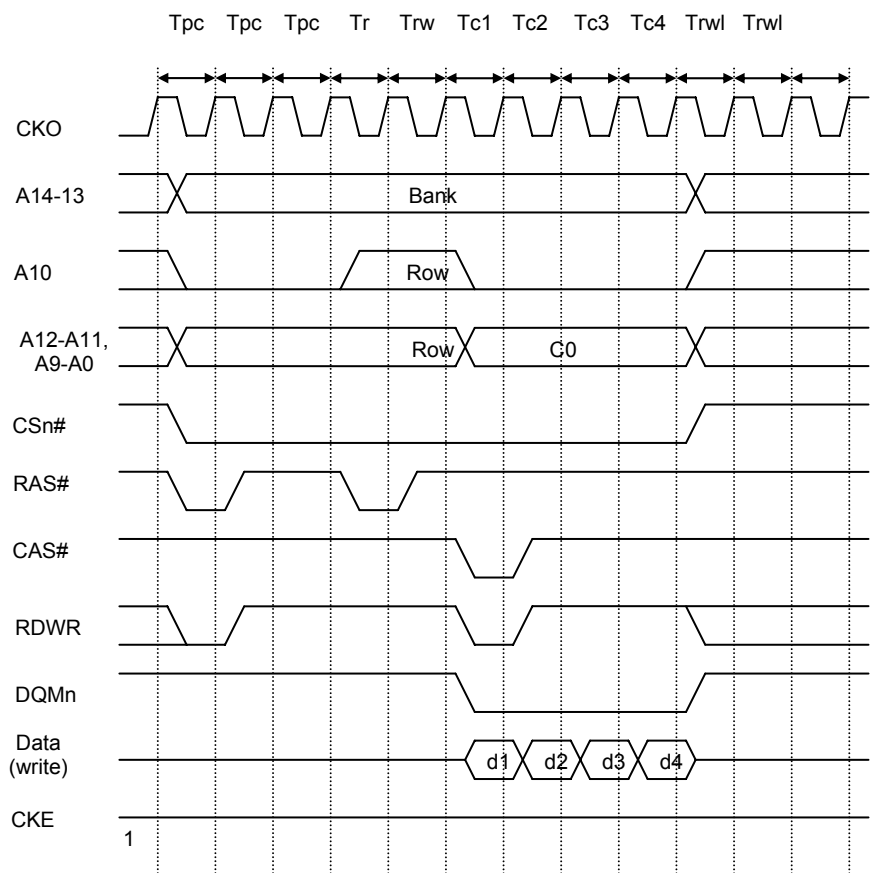 Tpc Tpc Tpc Tr Trw Tc1 Tc2 Tc3 Tc4 Trwl Trwl
CKO
A14-13 Bank
A10 Row
A12-A11,
A9-A0
Row C0
CSn#
RAS#
CAS#
RDWR
DQMn
Data
(write)
d1 d2 d3 d4
CKE
1